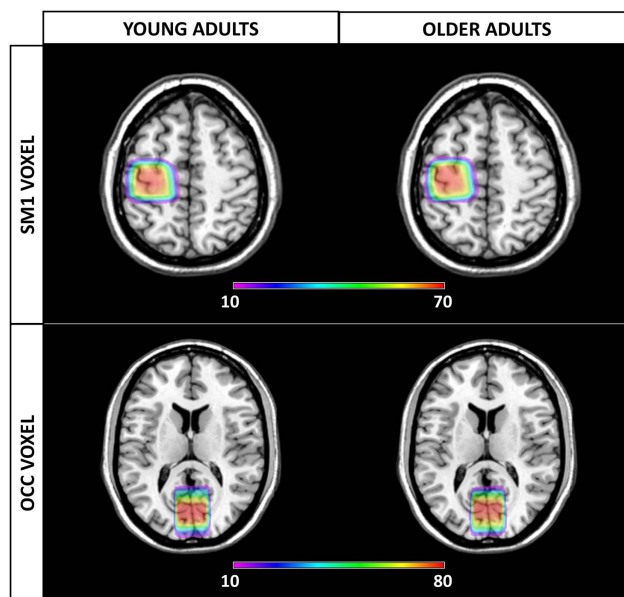 YOUNG ADULTS
OLDER ADULTS
SM1 VOXEL
10
70
OCC VOXEL
10
80